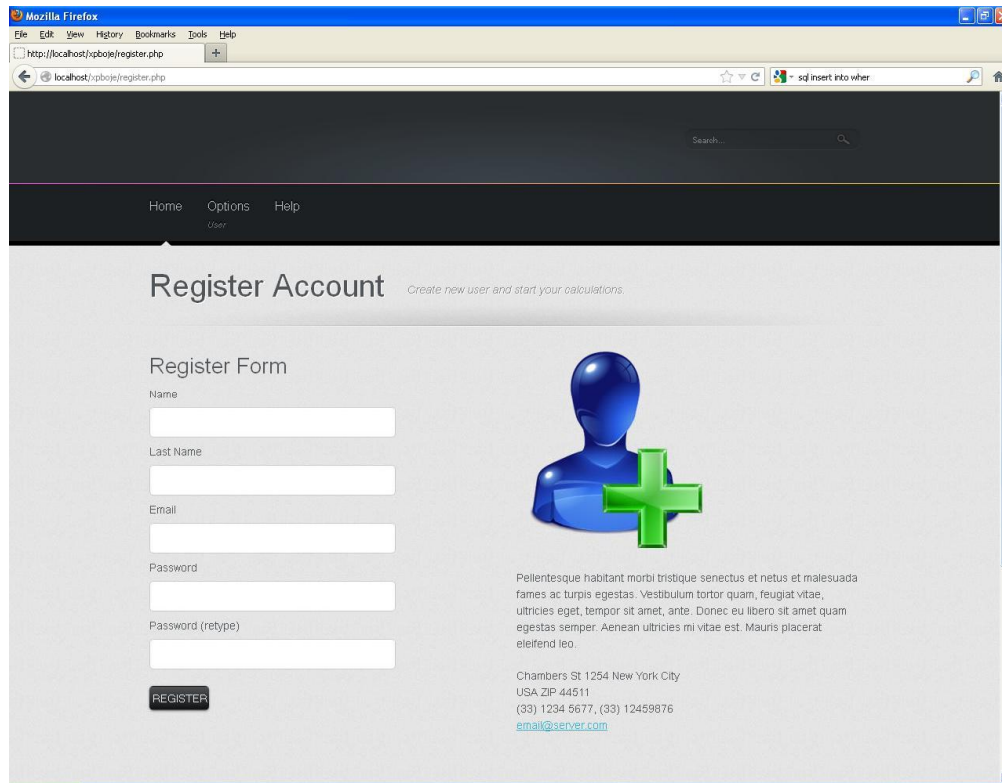 Mozilla Firefox
File Edit View History Bookmarks Tools Help
http://localhost/xpboje/register.php
localhost/xpboje/register.php
sql insert into wher
Search...
Home Options Help
User
Register Account
Create new user and start your calculations.
Register Form
Name
Last Name
Email
Password
Password (retype)
REGISTER
Pellentesque habitant morbi tristique senectus et netus et malesuada
fames ac turpis egestas. Vestibulum tortor quam, feugiat vitae,
ultricies eget, tempor sit amet, ante. Donec eu libero sit amet quam
egestas semper. Aenean ultricies mi vitae est. Mauris placerat
eleifend leo.
Chambers St 1254 New York City
USA ZIP 44511
(33) 1234 5677, (33) 12459876
email@server.com